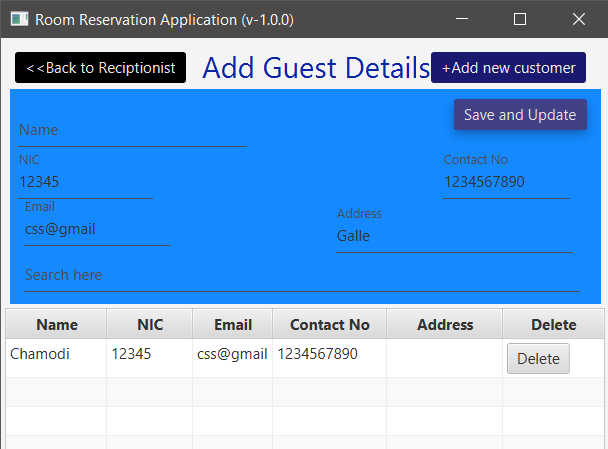 Room Reservation Application (v-1.0.0)
<<Back to Reciptionist Add Guest Details +Add new customer
Save and Update
Name
NIC Contact No
12345 1234567890
Email Address
css@gmail Galle
Search here
Name NIC Email Contact No Address Delete
Chamodi 12345 css@gmail 1234567890 Delete